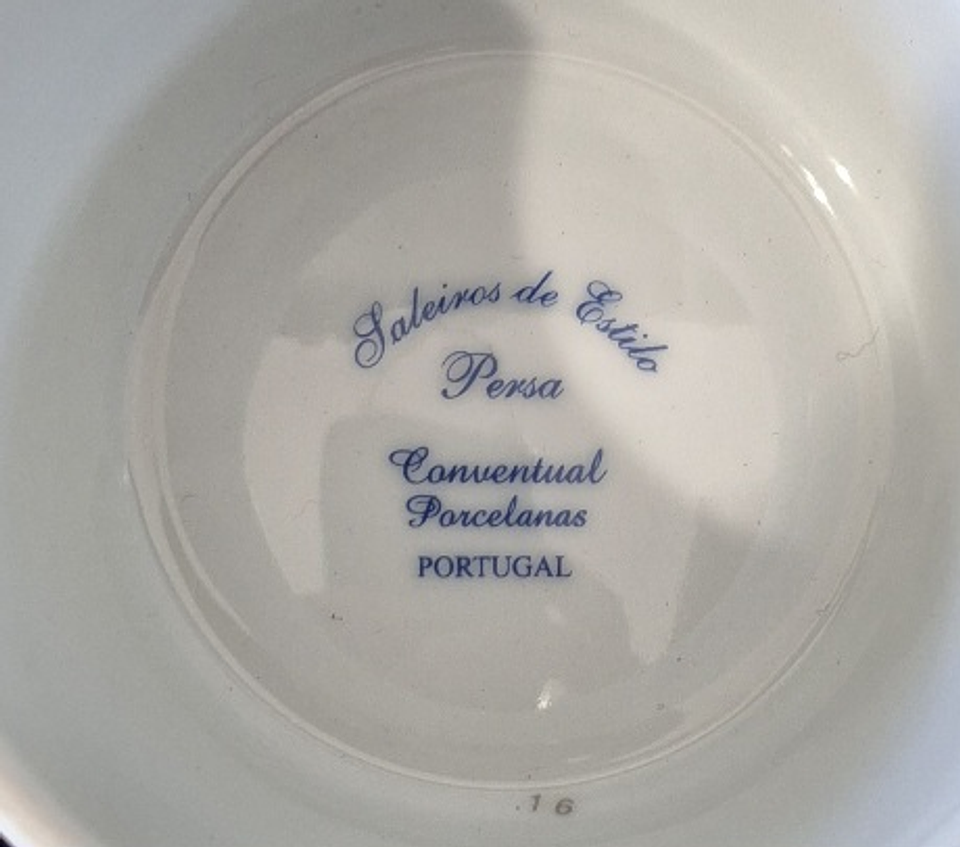 Saleiros de Estilo
Persa
Conventual
Porcelanas
PORTUGAL
.16